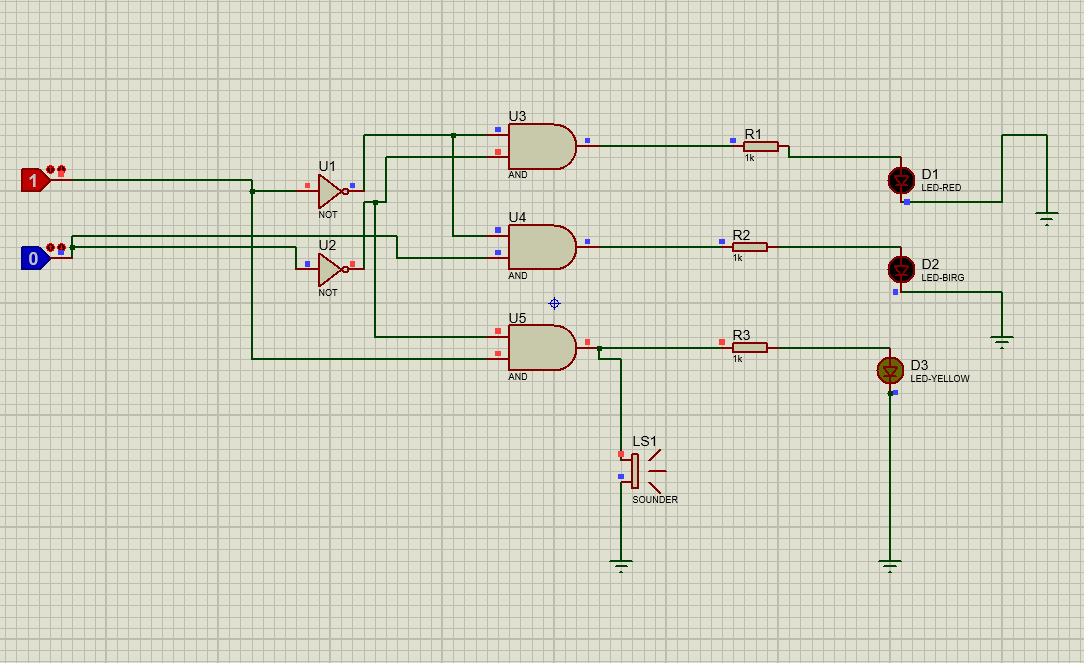 U3
AND
R1
1k
D1
LED-RED
1
U1
NOT
U4
AND
R2
1k
D2
LED-BIRG
0
U2
NOT
U5
AND
R3
1k
D3
LED-YELLOW
LS1
SOUNDER